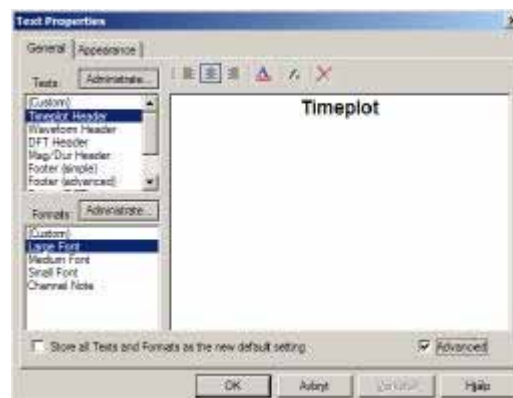 Text Properties
General
Appearance
Texts:
Administrate...
(Custom)
Timeplot Header
Waveform Header
DFT Header
Mag/Dur Header
Footer (simple)
Footer (advanced)
Timeplot
Formats:
Administrate...
(Custom)
Large Font
Medium Font
Small Font
Channel Note
Store all Texts and Formats as the new default setting
Advanced
OK
Avbryt
Hjälp